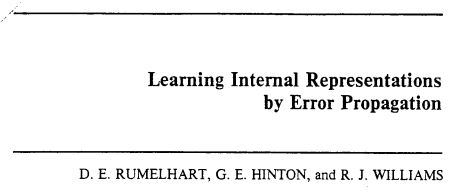 Learning Internal Representations
by Error Propagation
D. E. RUMELHART, G. E. HINTON, and R. J. WILLIAMS